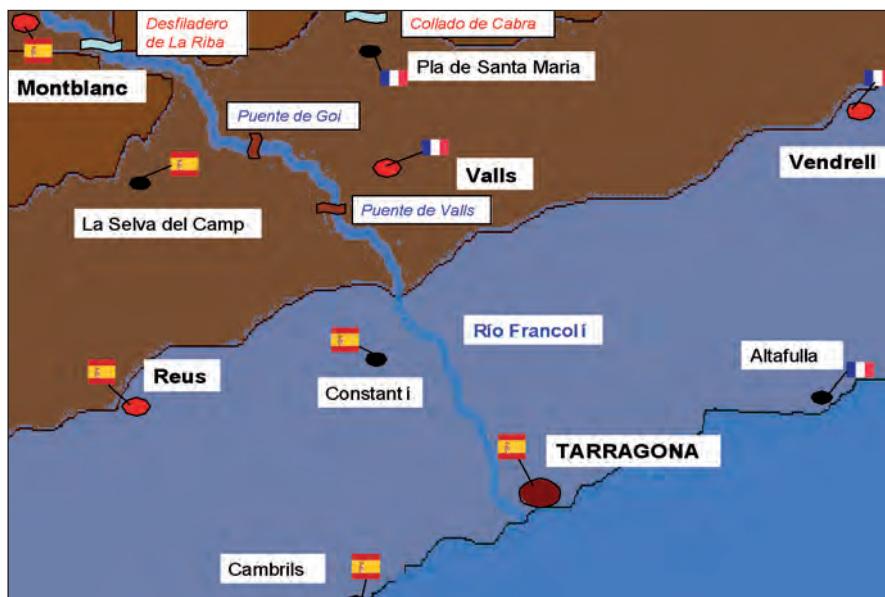 Desfiladero
de La Riba
Collado de Cabra
Montblanc
Pla de Santa Maria
Puente de Goi
Valls
Vendrell
La Selva del Camp
Puente de Valls
Río Francolí
Altafulla
Reus
Constantí
TARRAGONA
Cambrils